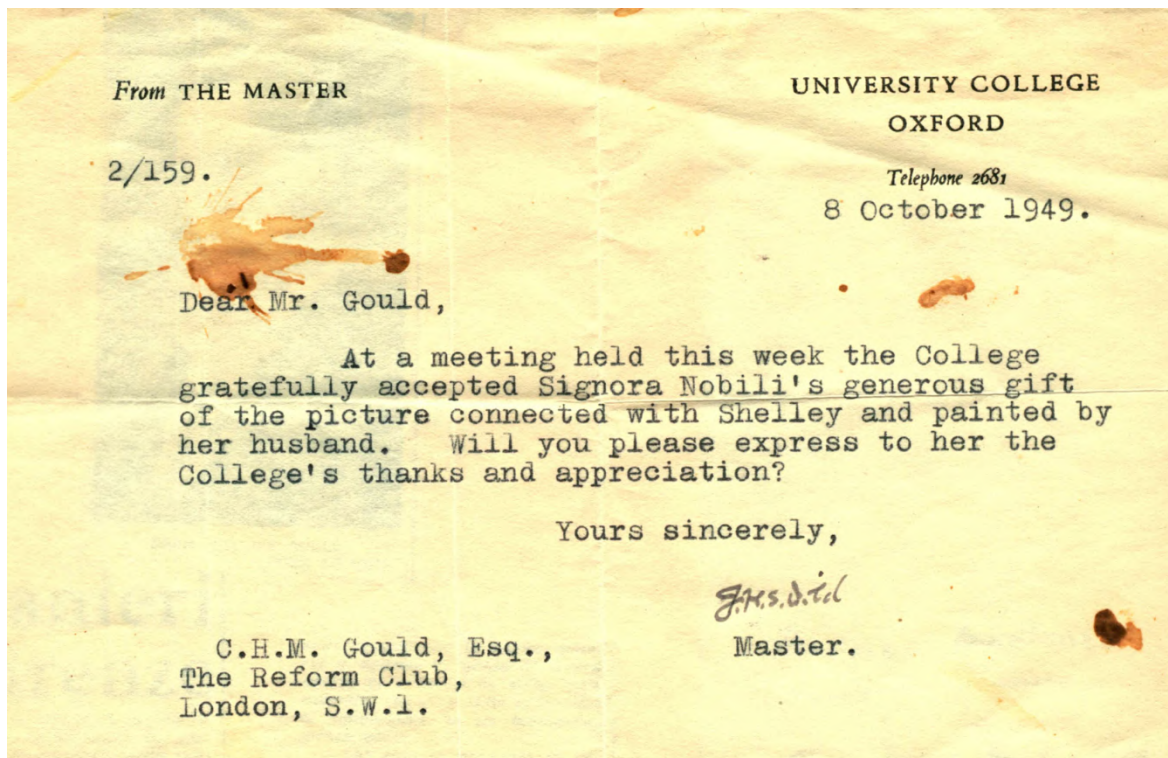 From THE MASTER
UNIVERSITY COLLEGE
OXFORD
Telephone 2681
2/159.
8 October 1949.
Dear Mr. Gould,
At a meeting held this week the College
gratefully accepted Signora Nobili's generous gift
of the picture connected with Shelley and painted by
her husband. Will you please express to her the
College's thanks and appreciation?
Yours sincerely,
Master.
C.H.M. Gould, Esq.,
The Reform Club,
London, S.W.1.